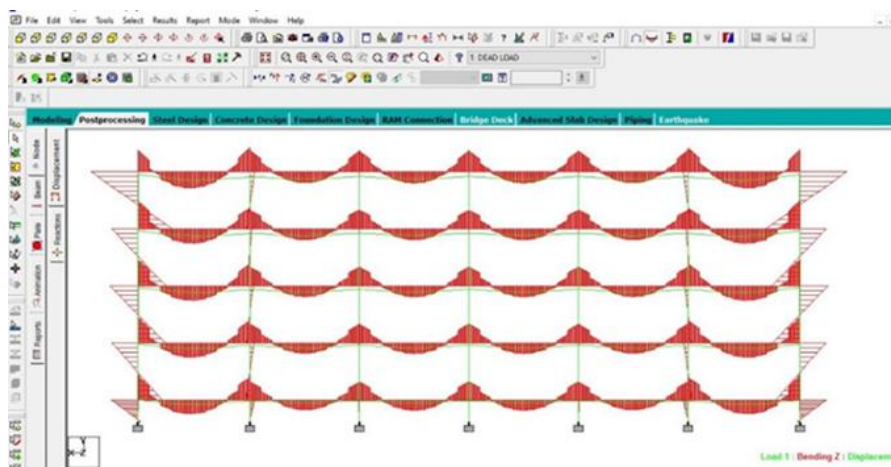 File Edit View Tools Select Results Report Mode Window Help
1 DEAD LOAD
Modeling Postprocessing Steel Design Concrete Design Foundation Design RAM Connection Bridge Deck Advanced Slab Design Piping Earthquake
Node
Beam
Plate
Animation
Reports
Displacement
Reactions
Y
X
Z
Load 1 : Bending Z : Displacem